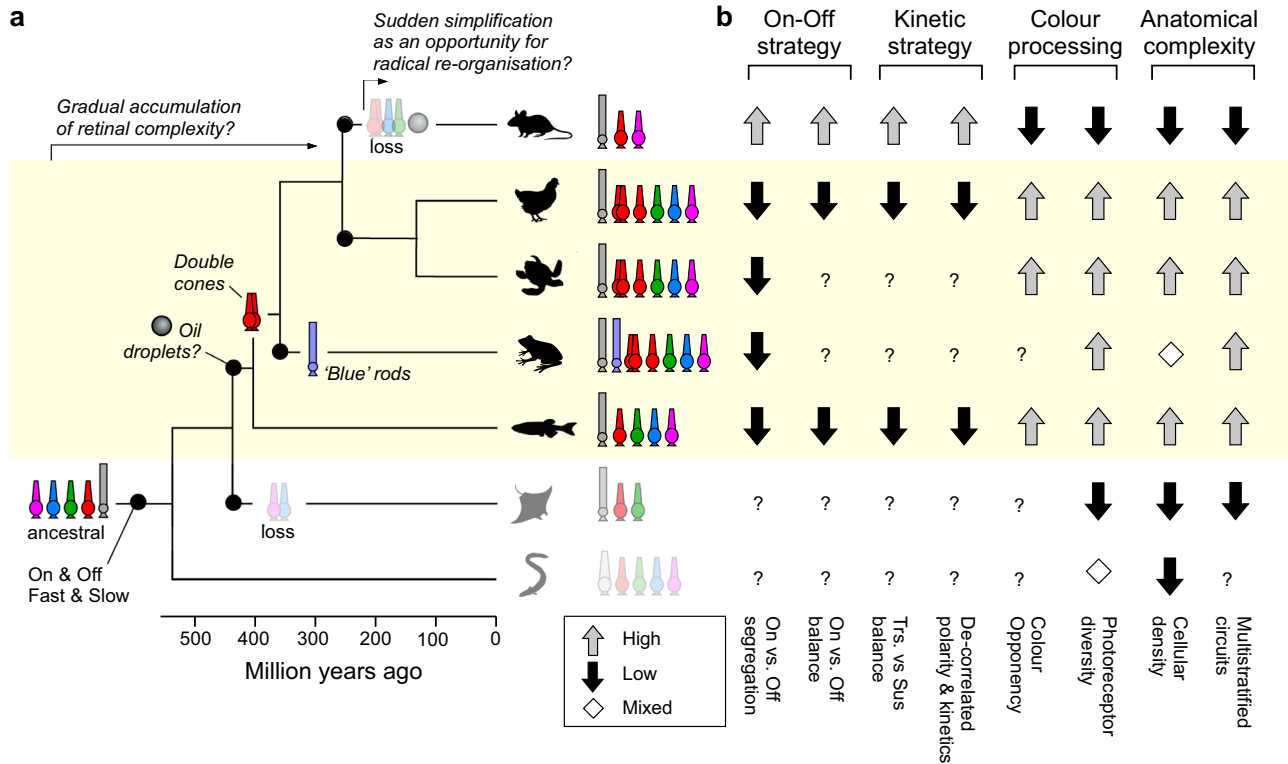 a
Sudden simplification
as an opportunity for
radical re-organisation?
Gradual accumulation
of retinal complexity?
loss
Double
cones
Oil
droplets?
'Blue' rods
ancestral
loss
On & Off
Fast & Slow
500
400
300
200
100
0
Million years ago
b
On-Off
strategy
Kinetic
strategy
Colour
processing
Anatomical
complexity
? ? ?
? ? ? ?
? ? ? ? ?
? ? ? ? ? ?
High
Low
Mixed
On vs. Off
segregation
On vs. Off
balance
Trs. vs Sus
balance
De-correlated
polarity & kinetics
Colour
Opponency
Photoreceptor
diversity
Cellular
density
Multistratified
circuits